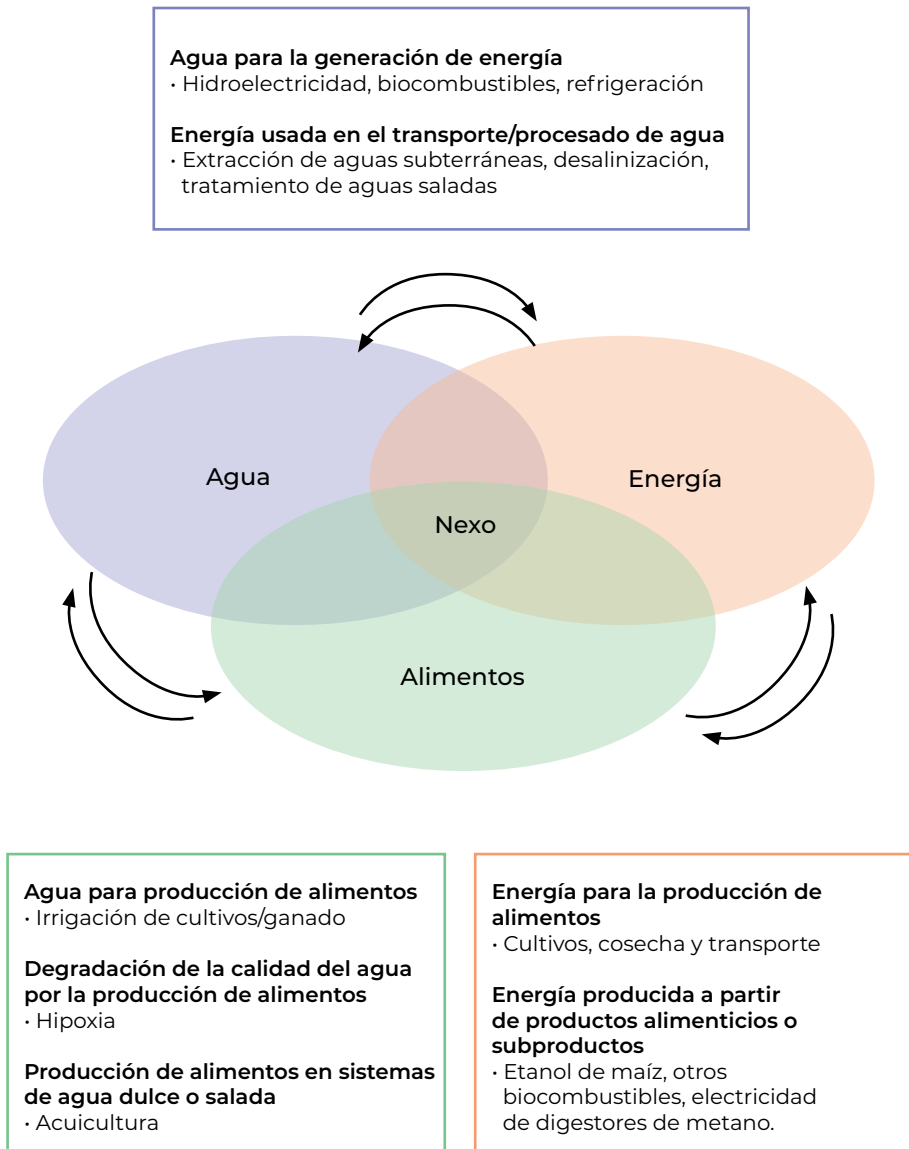 Agua para la generación de energía
· Hidroelectricidad, biocombustibles, refrigeración
Energía usada en el transporte/procesado de agua
· Extracción de aguas subterráneas, desalinización,
tratamiento de aguas saladas
Agua
Energía
Nexo
Alimentos
Agua para producción de alimentos
· Irrigación de cultivos/ganado
Degradación de la calidad del agua
por la producción de alimentos
· Hipoxia
Producción de alimentos en sistemas
de agua dulce o salada
· Acuicultura
Energía para la producción de
alimentos
· Cultivos, cosecha y transporte
Energía producida a partir
de productos alimenticios o
subproductos
· Etanol de maíz, otros
biocombustibles, electricidad
de digestores de metano.